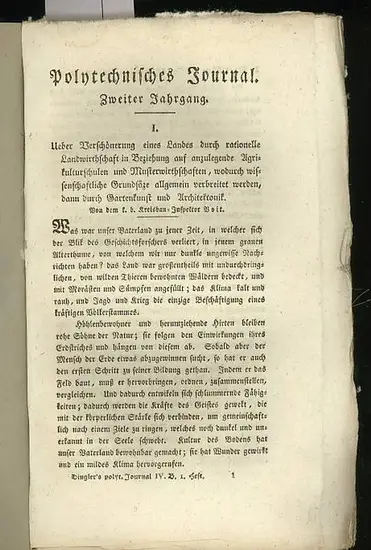 Polytechnisches Journal.
Zweiter Jahrgang.
I.
Ueber Verschönerung eines Landes durch rationelle
Landwirthschaft in Beziehung auf anzulegende Agri-
kulturschulen und Musterwirthschaften, wodurch wis-
senschaftliche Grundsäze allgemein verbreitet werden,
dann durch Gartenkunst und Architektonik.
Von dem k. b. Kreisbau-Inspektor Voit.
Was war unser Vaterland zu jener Zeit, in welcher sich
der Blik des Geschichtsforschers verliert, in jenem grauen
Alterthume, von welchem wir nur dunkle ungewisse Nach-
richten haben? das Land war grossentheils mit undurchdring-
lichen, von wilden Thieren bewohnten Wäldern bedekt, und
mit Morästen und Sümpfen angefüllt; das Klima kalt und
rauh, und Jagd und Krieg die einzige Beschäftigung eines
kräftigen Völkerstammes.
Höhlenbewohner und herumziehende Hirten bleiben
rohe Söhne der Natur; sie folgen den Einwirkungen ihres
Erdstriches und hängen von diesem ab. Sobald aber der
Mensch der Erde etwas abzugewinnen sucht, so hat er auch
den ersten Schritt zu seiner Bildung gethan. Indem er das
Feld baut, muß er hervorbringen, ordnen, zusammenstellen,
vergleichen. Und dadurch entwikeln sich schlummernde Fähig-
keiten; dadurch werden die Kräfte des Geistes gewekt, die
mit der körperlichen Stärke sich verbinden, um gemeinschaft-
lich nach einem Ziele zu ringen, welches noch dunkel und un-
erkannt in der Seele schwebt. Kultur des Bodens hat
unser Vaterland bewohnbar gemacht; sie hat Wunder gewirkt
und ein mildes Klima hervorgerufen.
Dingler's polyt. Journal IV. B. 1. Heft. 1